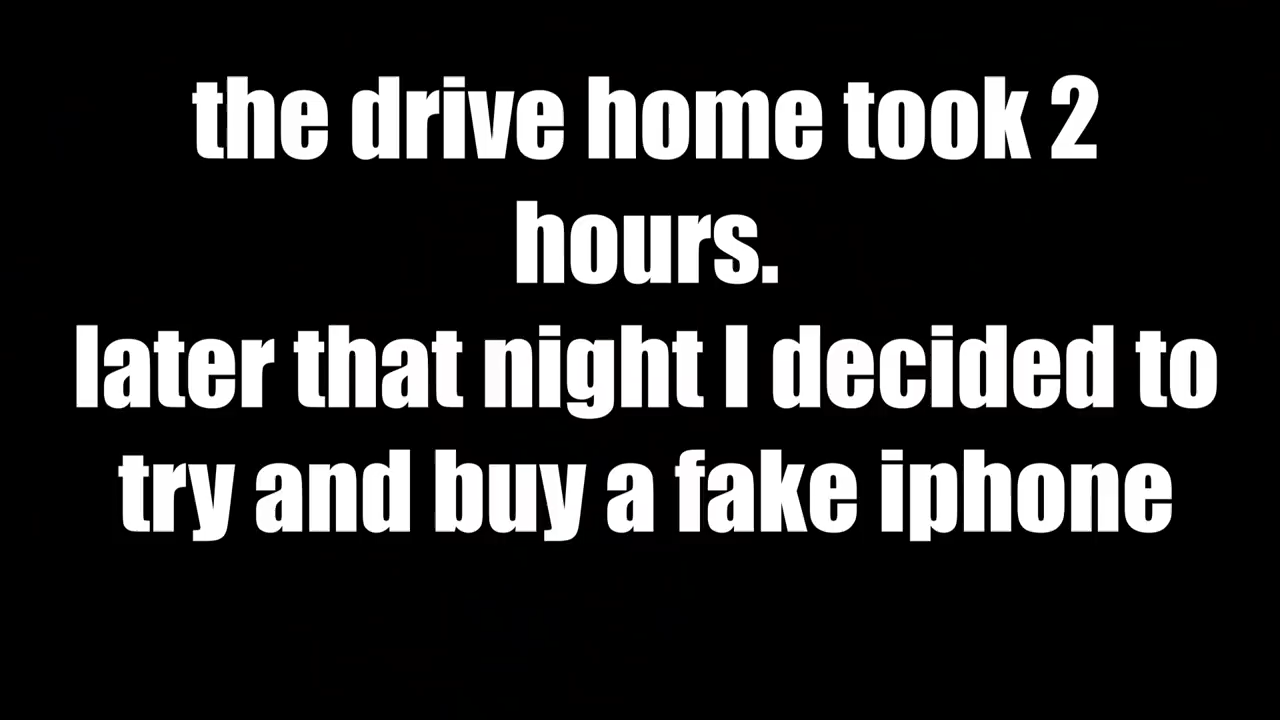 the drive home took 2
hours.
later that night I decided to
try and buy a fake iphone